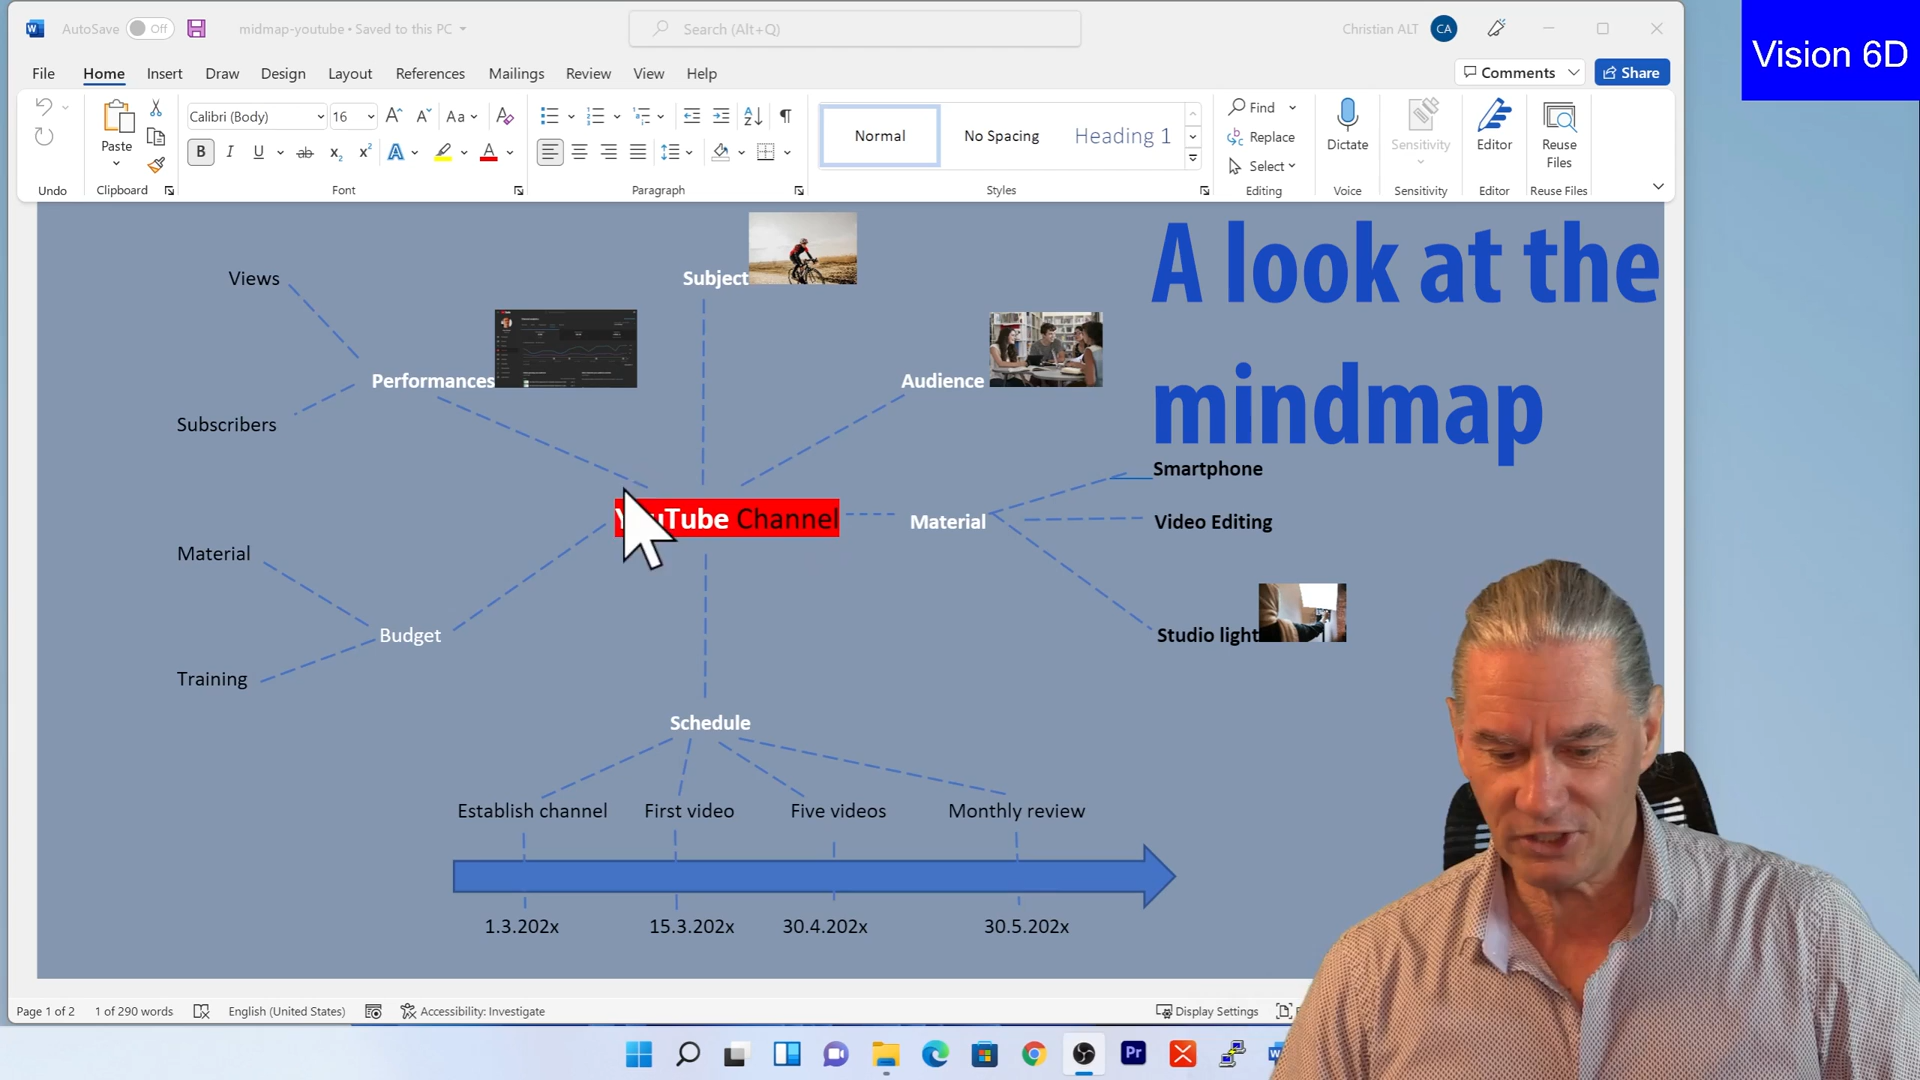 AutoSave Off midmap-youtube • Saved to this PC Search (Alt+Q) Christian ALT CA
Vision 6D
File Home Insert Draw Design Layout References Mailings Review View Help Comments Share
Calibri (Body) 16 Aa
Paste
Normal No Spacing Heading 1
Find
Replace
Select
Dictate Sensitivity Editor Reuse Files
Undo Clipboard Font Paragraph Styles Editing Voice Sensitivity Editor Reuse Files
A look at the
mindmap
Views
Subject
Performances
Audience
Subscribers
Smartphone
YouTube Channel
Material
Video Editing
Material
Budget
Studio light
Training
Schedule
Establish channel First video Five videos Monthly review
1.3.202x 15.3.202x 30.4.202x 30.5.202x
Page 1 of 2 1 of 290 words English (United States) Accessibility: Investigate Display Settings
Pr